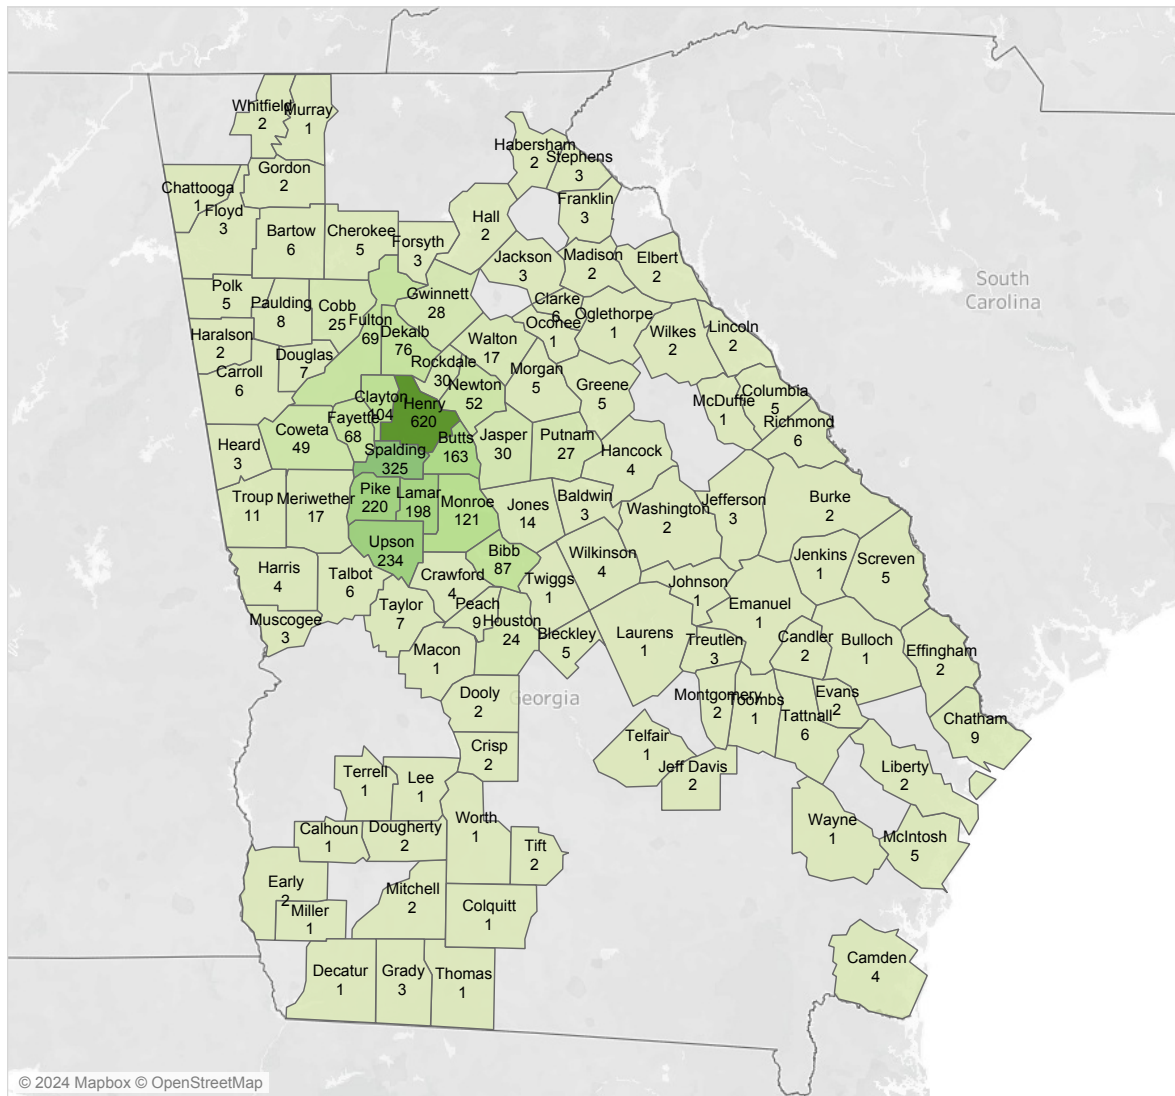 Whitfield
2
Murray
1
Habersham
2
Stephens
3
Chattooga
1
Gordon
2
Floyd
3
Franklin
3
Hall
2
Bartow
6
Cherokee
5
Forsyth
3
Jackson
3
Madison
2
Elbert
2
South
Carolina
Polk
5
Paulding
8
Cobb
25
Fulton
69
Gwinnett
28
Dekalb
76
Clarke
6
Oconee
1
Oglethorpe
1
Wilkes
2
Lincoln
2
Haralson
2
Douglas
7
Carroll
6
Rockdale
30
Walton
17
Newton
52
Morgan
5
Greene
5
McDuffie
1
Columbia
5
Richmond
6
Clayton
104
Henry
620
Fayette
68
Coweta
49
Heard
3
Spalding
325
Butts
163
Jasper
30
Putnam
27
Hancock
4
Troup
11
Meriwether
17
Pike
220
Lamar
198
Monroe
121
Jones
14
Baldwin
3
Washington
2
Jefferson
3
Burke
2
Upson
234
Bibb
87
Wilkinson
4
Jenkins
1
Screven
5
Harris
4
Talbot
6
Crawford
4
Twiggs
1
Johnson
1
Emanuel
1
Muscogee
3
Taylor
7
Peach
9
Houston
24
Bleckley
5
Laurens
1
Treutlen
3
Candler
2
Bulloch
1
Effingham
2
Macon
1
Dooly
2
Georgia
Montgomery
2
Toombs
1
Tattnall
6
Evans
2
Chatham
9
Crisp
2
Telfair
1
Jeff Davis
2
Liberty
2
Terrell
1
Lee
1
Worth
1
Tift
2
Wayne
1
McIntosh
5
Calhoun
1
Dougherty
2
Early
2
Miller
1
Mitchell
2
Colquitt
1
Camden
4
Decatur
1
Grady
3
Thomas
1
© 2024 Mapbox © OpenStreetMap